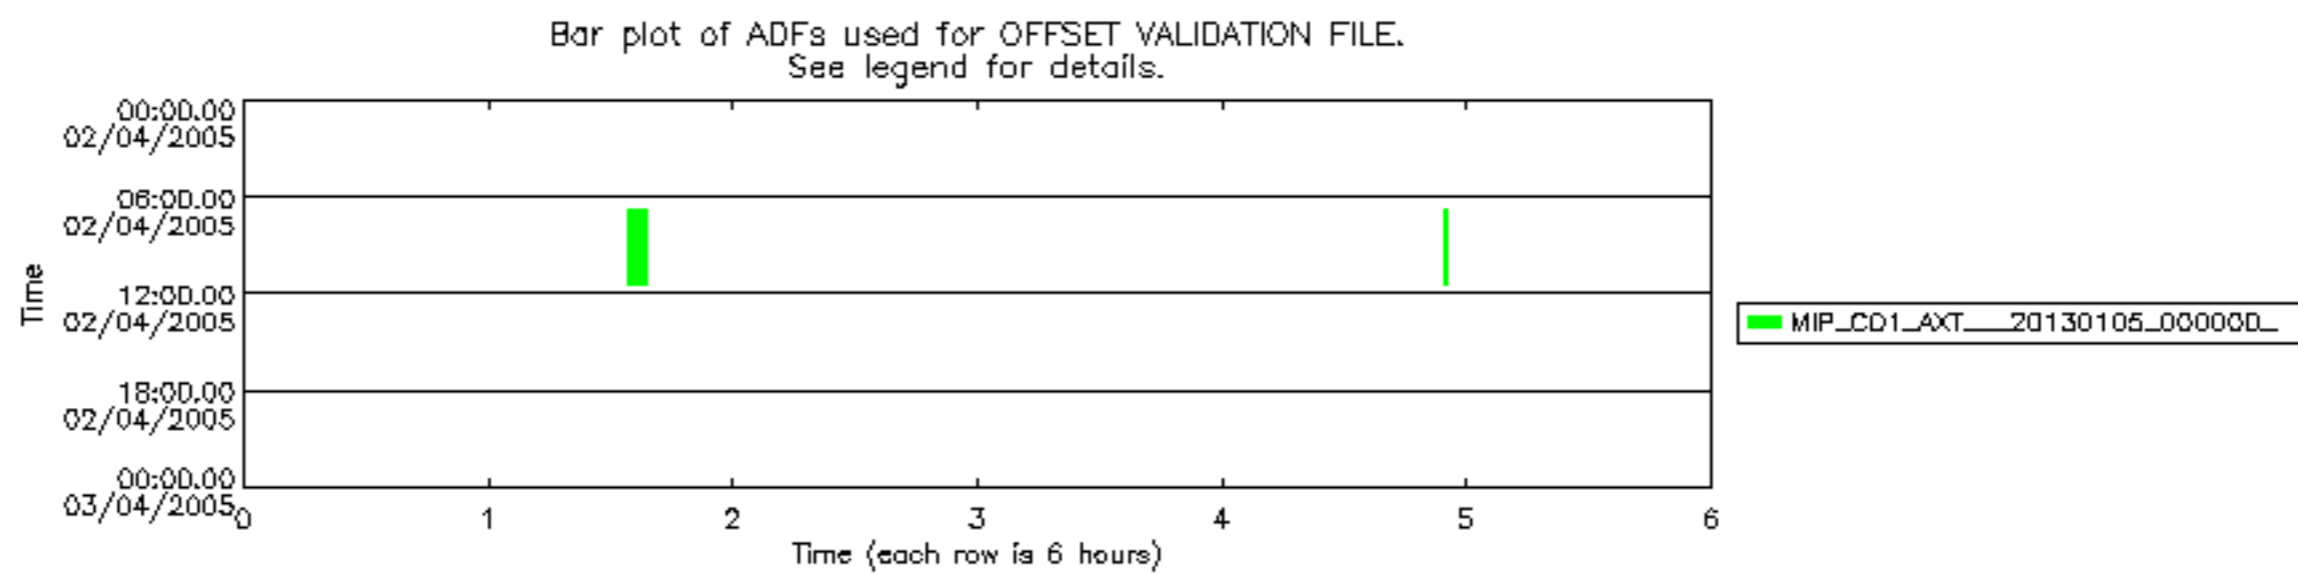 Bar plot of ADFs used for OFFSET VALIDATION FILE.
See legend for details.
00:00.00
02/04/2005
06:00.00
02/04/2005
12:00.00
02/04/2005
18:00.00
02/04/2005
00:00.00
03/04/2005
Time
0 1 2 3 4 5 6
Time (each row is 6 hours)
MIP_CO1_AXT___20130105_000000_